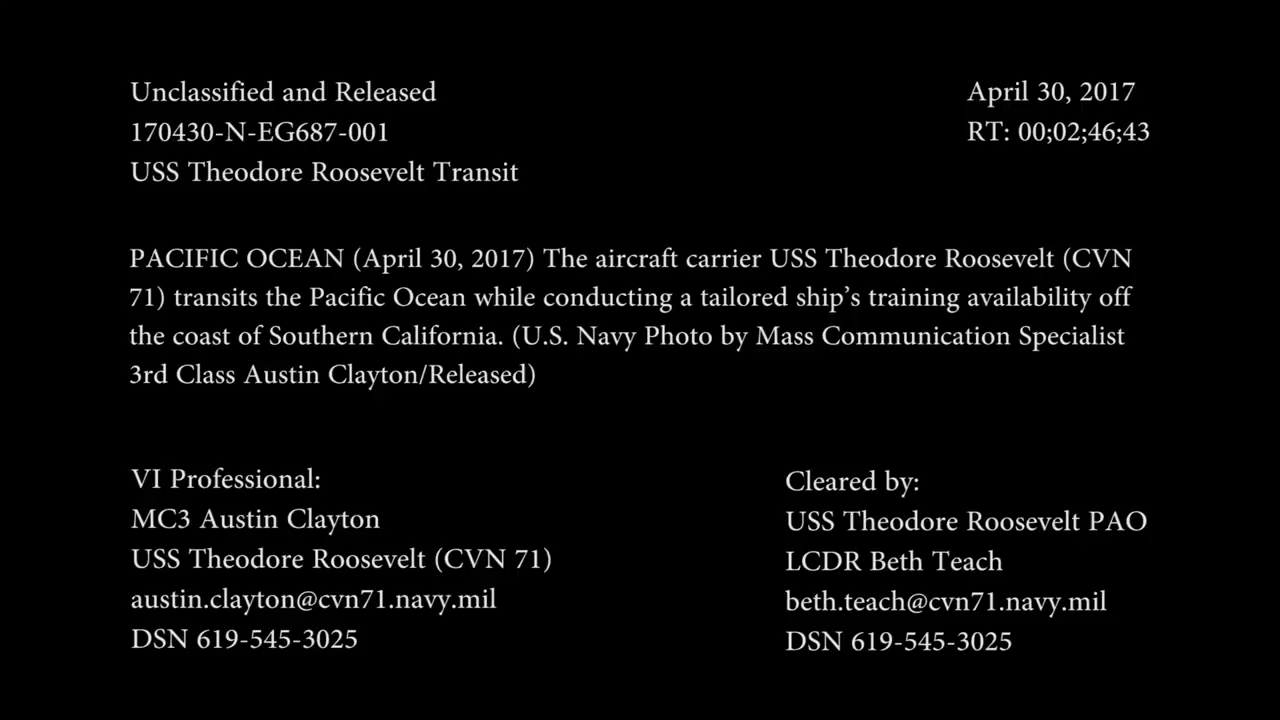 Unclassified and Released
170430-N-EG687-001
USS Theodore Roosevelt Transit
April 30, 2017
RT: 00;02;46;43
PACIFIC OCEAN (April 30, 2017) The aircraft carrier USS Theodore Roosevelt (CVN
71) transits the Pacific Ocean while conducting a tailored ship’s training availability off
the coast of Southern California. (U.S. Navy Photo by Mass Communication Specialist
3rd Class Austin Clayton/Released)
VI Professional:
MC3 Austin Clayton
USS Theodore Roosevelt (CVN 71)
austin.clayton@cvn71.navy.mil
DSN 619-545-3025
Cleared by:
USS Theodore Roosevelt PAO
LCDR Beth Teach
beth.teach@cvn71.navy.mil
DSN 619-545-3025